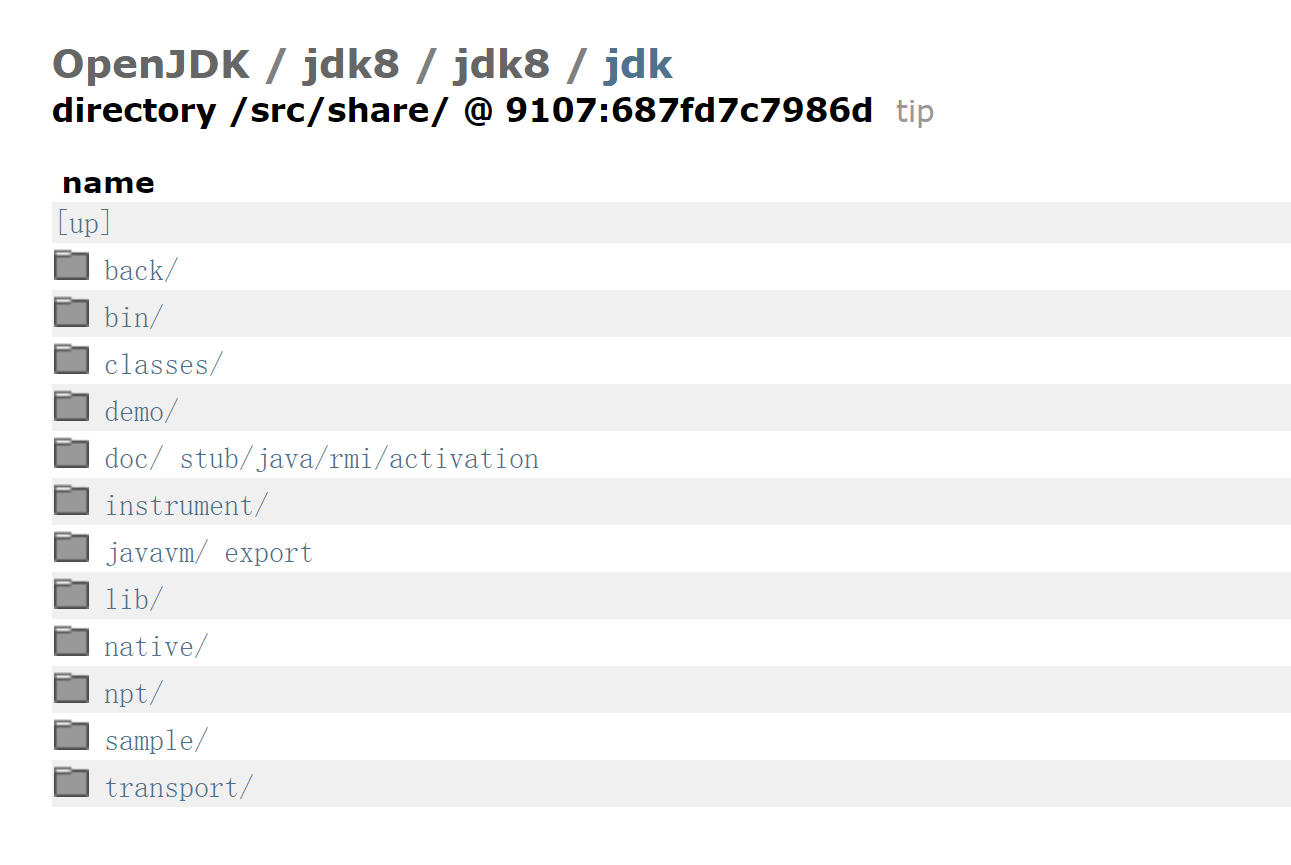 OpenJDK / jdk8 / jdk8 / jdk
directory /src/share/ @ 9107:687fd7c7986d tip
name
[up]
back/
bin/
classes/
demo/
doc/ stub/java/rmi/activation
instrument/
javavm/ export
lib/
native/
npt/
sample/
transport/